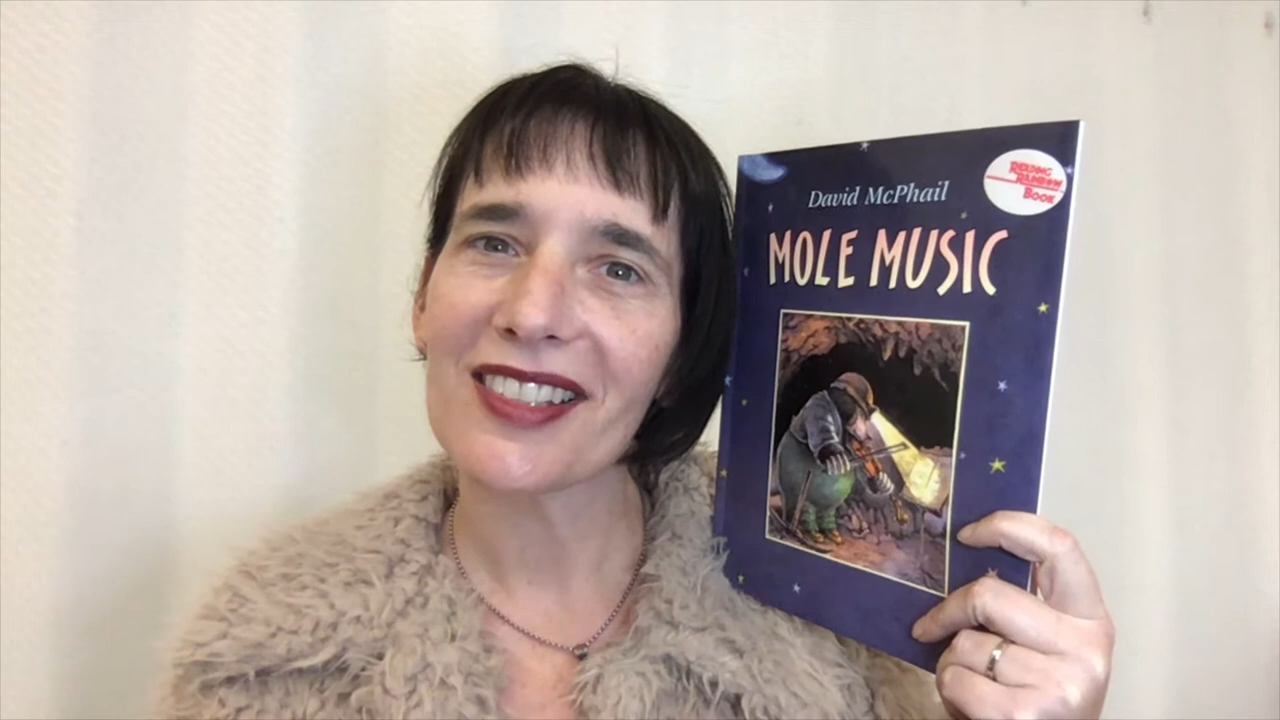 David McPhail
READING
RAINBOW
BOOK
MOLE MUSIC